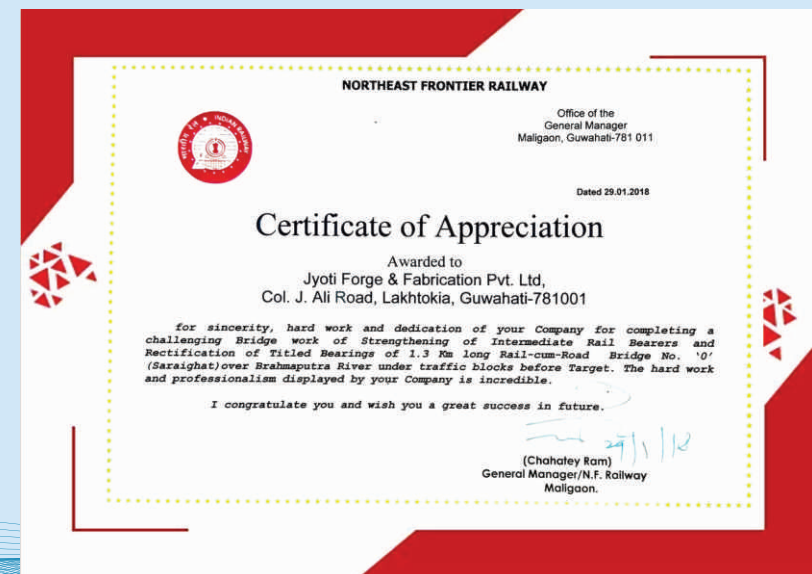 NORTHEAST FRONTIER RAILWAY
Office of the
General Manager
Maligaon, Guwahati-781 011
INDIAN RAILWAY
भारतीय रेल
Dated 29.01.2018
Certificate of Appreciation
Awarded to
Jyoti Forge & Fabrication Pvt. Ltd,
Col. J. Ali Road, Lakhtokia, Guwahati-781001
for sincerity, hard work and dedication of your Company for completing a
challenging Bridge work of Strengthening of Intermediate Rail Bearers and
Rectification of Titled Bearings of 1.3 Km long Rail-cum-Road Bridge No. '0'
(Saraighat)over Brahmaputra River under traffic blocks before Target. The hard work
and professionalism displayed by your Company is incredible.
I congratulate you and wish you a great success in future.
29/1/18
(Chahatey Ram)
General Manager/N.F. Railway
Maligaon.